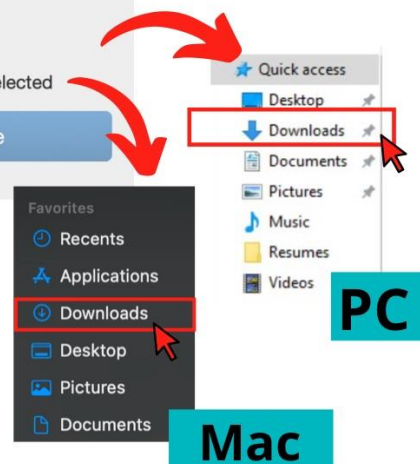 elected
e
Quick access
Desktop
Downloads
Documents
Pictures
Music
Resumes
Videos
PC
Favorites
Recents
Applications
Downloads
Desktop
Pictures
Documents
Mac